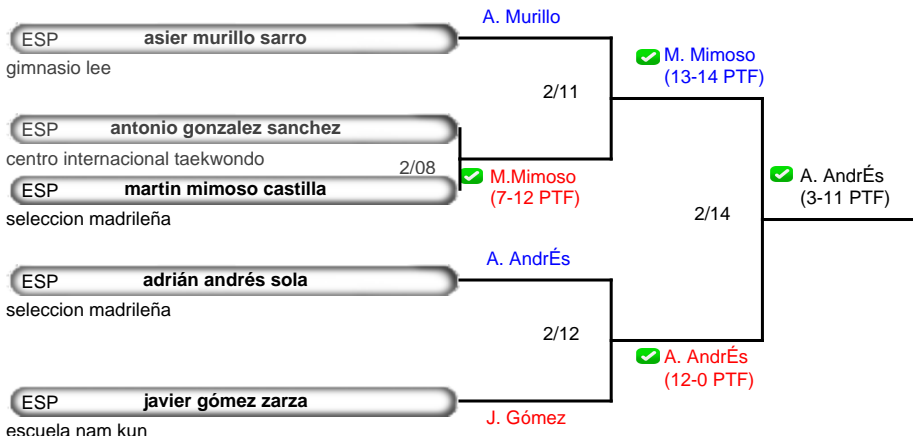 A. Murillo
ESP asier murillo sarro
gimnasio lee
M. Mimoso
(13-14 PTF)
2/11
ESP antonio gonzalez sanchez
centro internacional taekwondo
2/08
M.Mimoso
(7-12 PTF)
ESP martin mimoso castilla
seleccion madrileña
A. AndrÉs
(3-11 PTF)
2/14
A. AndrÉs
ESP adrián andrés sola
seleccion madrileña
2/12
A. AndrÉs
(12-0 PTF)
ESP javier gómez zarza
J. Gómez
escuela nam kun